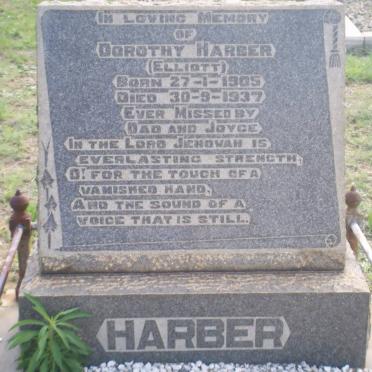 In Loving Memory
of
Dorothy Harber
(Elliott)
Born 27-1-1905
Died 30-9-1937
Ever Missed by
Dad and Joyce
In the Lord Jehovah is
everlasting strength,
O! for the touch of a
vanished hand,
And the sound of a
voice that is still.
HARBER